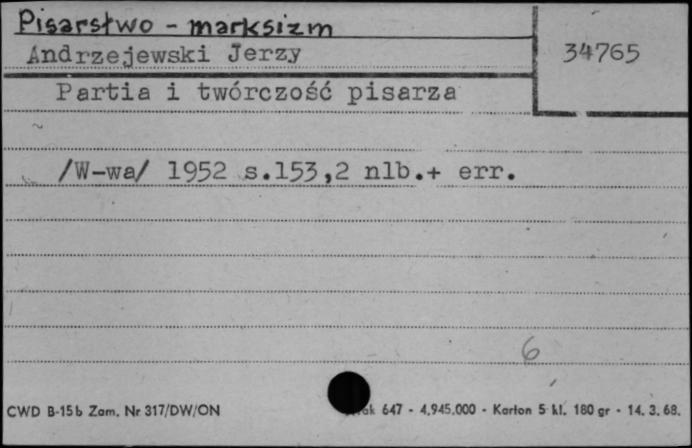 Pisarstwo - marksizm
Andrzejewski Jerzy
34765
Partia i twórczość pisarza
/W-wa/ 1952 s.153,2 nlb.+ err.
6
CWD B-15b Zam. Nr 317/DW/ON
647 - 4.945.000 - Karton 5 kl. 180 gr - 14. 3. 68.